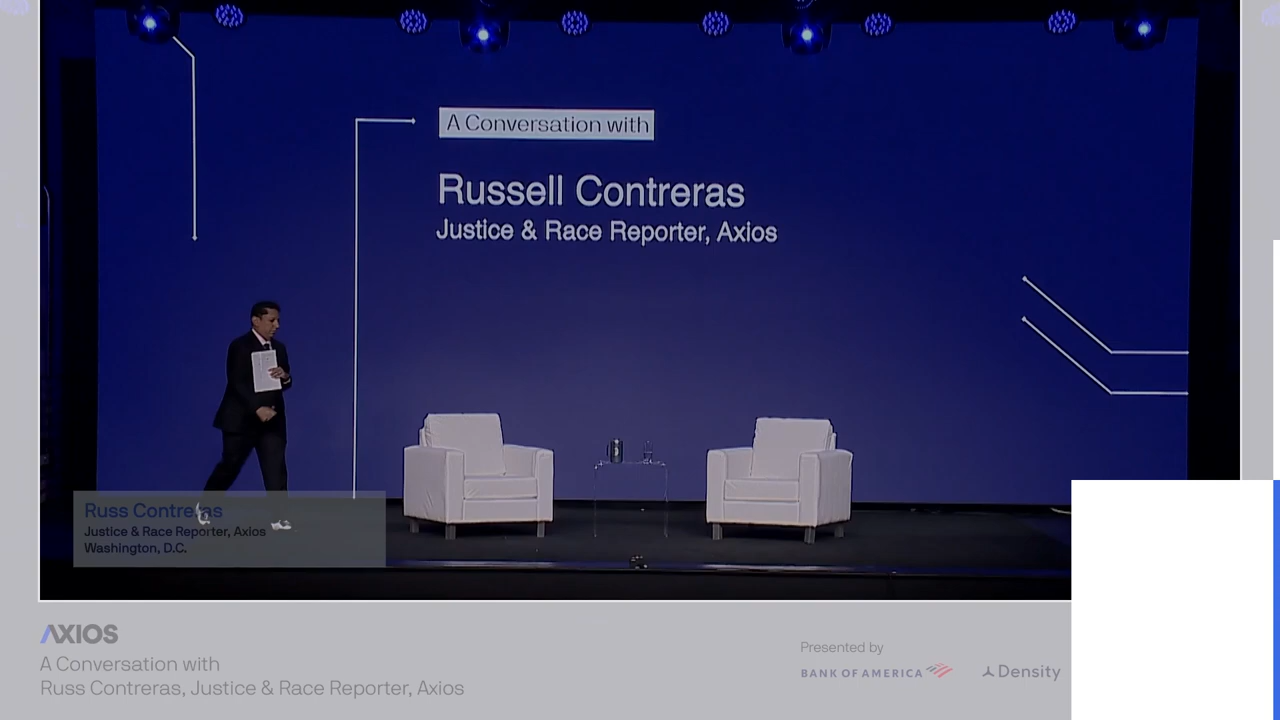 A Conversation with
Russell Contreras
Justice & Race Reporter, Axios
Russ Contreras
Justice & Race Reporter, Axios
Washington, D.C.
AXIOS
A Conversation with
Russ Contreras, Justice & Race Reporter, Axios
Presented by
BANK OF AMERICA
Density